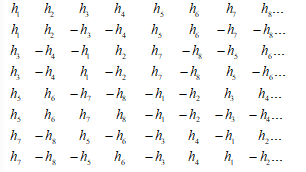 h₁ h₂ h₃ h₄ h₅ h₆ h₇ h₈...
h₁ h₂ −h₃ −h₄ h₅ h₆ −h₇ −h₈...
h₃ −h₄ −h₁ h₂ h₇ −h₈ −h₅ h₆...
h₃ −h₄ h₁ −h₂ h₇ −h₈ h₅ −h₆...
h₅ h₆ −h₇ −h₈ −h₁ −h₂ h₃ h₄...
h₅ h₆ h₇ h₈ −h₁ −h₂ −h₃ −h₄...
h₇ −h₈ h₅ −h₆ −h₃ h₄ −h₁ h₂...
h₇ −h₈ −h₅ h₆ −h₃ h₄ h₁ −h₂...